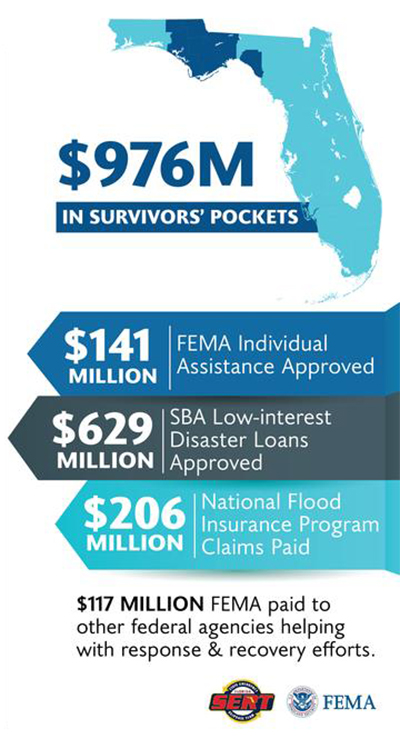 $976M
IN SURVIVORS' POCKETS
$141
MILLION
FEMA Individual
Assistance Approved
$629
MILLION
SBA Low-interest
Disaster Loans
Approved
$206
MILLION
National Flood
Insurance Program
Claims Paid
$117 MILLION FEMA paid to
other federal agencies helping
with response & recovery efforts.
SERT
FEMA